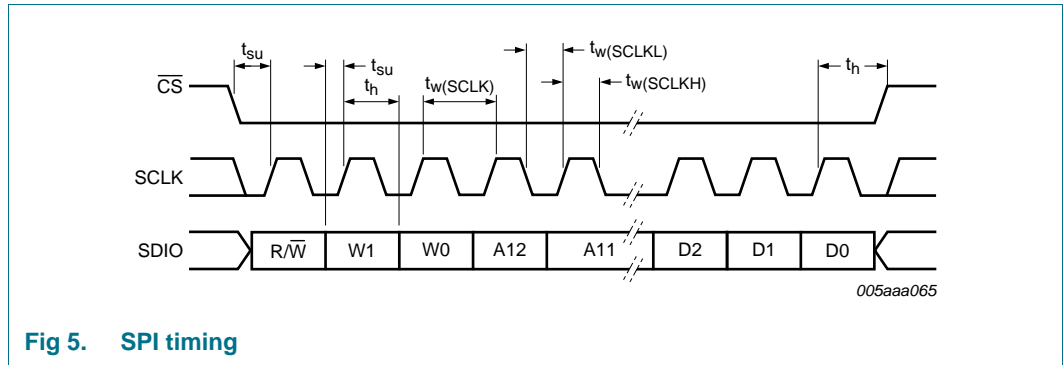 tsu
tsu
th
tw(SCLK)
tw(SCLKL)
tw(SCLKH)
th
CS
SCLK
SDIO
R/W
W1
W0
A12
A11
D2
D1
D0
005aaa065
Fig 5. SPI timing